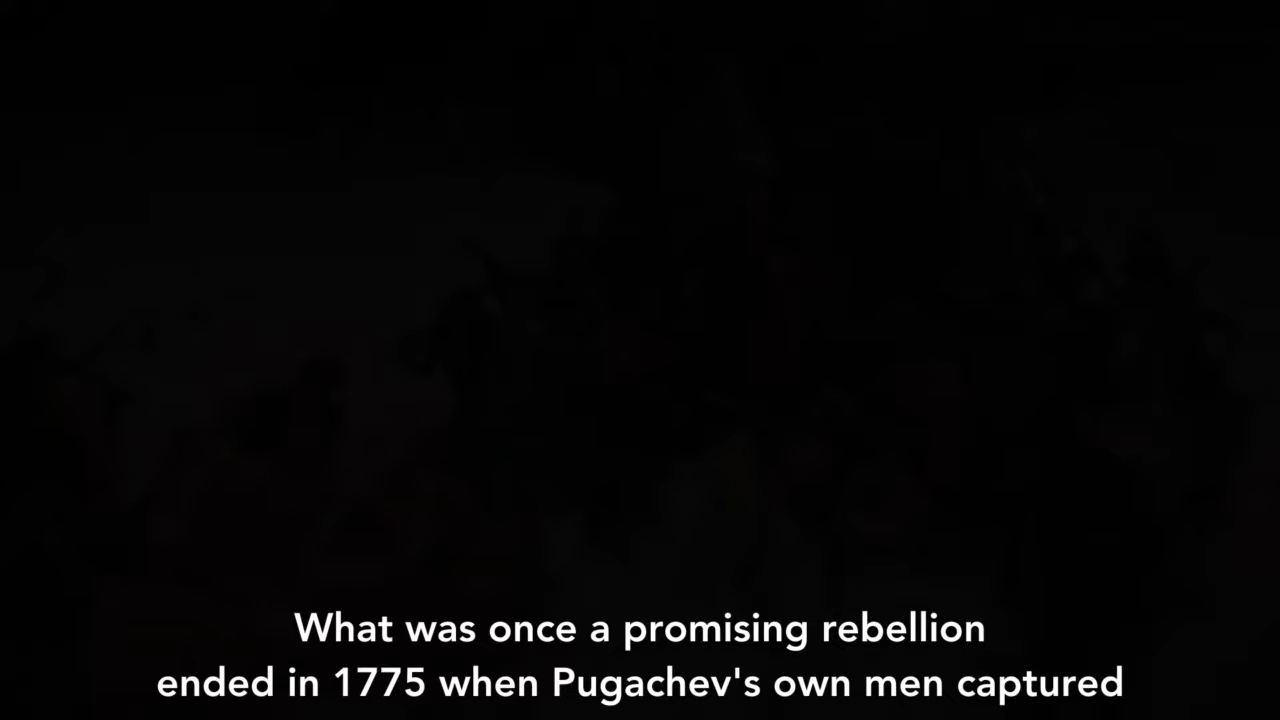 What was once a promising rebellion
ended in 1775 when Pugachev's own men captured